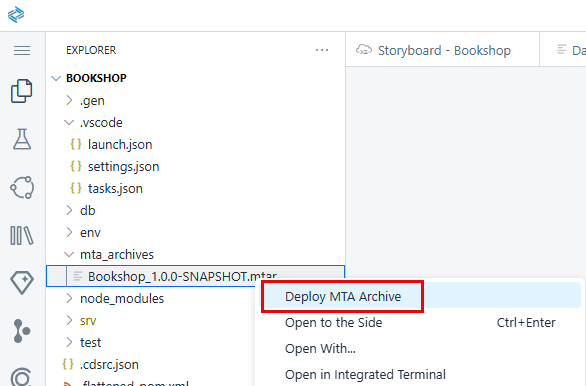 EXPLORER
...
Storyboard - Bookshop
Da
BOOKSHOP
.gen
.vscode
{ } launch.json
{ } settings.json
{ } tasks.json
db
env
mta_archives
Bookshop_1.0.0-SNAPSHOT.mtar
Deploy MTA Archive
node_modules
Open to the Side Ctrl+Enter
srv
Open With...
test
{ } .cdsrc.json
Open in Integrated Terminal
.flattened-pom.xml